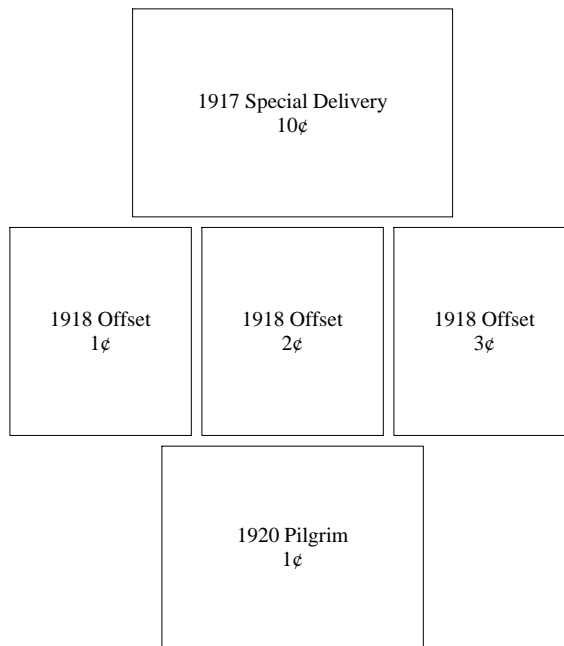 1917 Special Delivery
10¢
1918 Offset
1¢
1918 Offset
2¢
1918 Offset
3¢
1920 Pilgrim
1¢